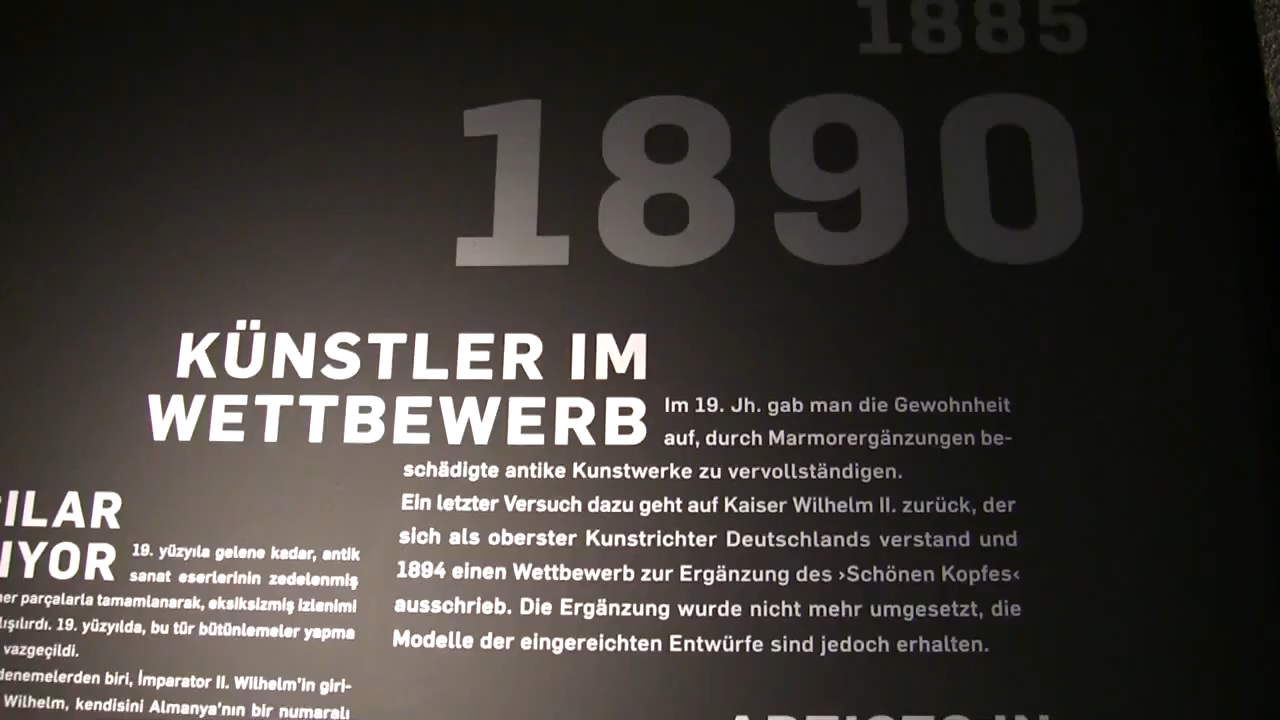 1885
1890
KÜNSTLER IM
WETTBEWERB
Im 19. Jh. gab man die Gewohnheit
auf, durch Marmorergänzungen be-
schädigte antike Kunstwerke zu vervollständigen.
Ein letzter Versuch dazu geht auf Kaiser Wilhelm II. zurück, der
sich als oberster Kunstrichter Deutschlands verstand und
1894 einen Wettbewerb zur Ergänzung des ›Schönen Kopfes‹
ausschrieb. Die Ergänzung wurde nicht mehr umgesetzt, die
Modelle der eingereichten Entwürfe sind jedoch erhalten.
19. yüzyıla gelene kadar, antik
sanat eserlerinin zedelenmiş
parçalarla tamamlanarak, eksiksizmiş izlenimi
19. yüzyılda, bu tür bütünlemeler yapma
vazgeçildi.
denemelerden biri, İmparator II. Wilhelm'in giri-
Wilhelm, kendisini Almanya'nın bir numaralı